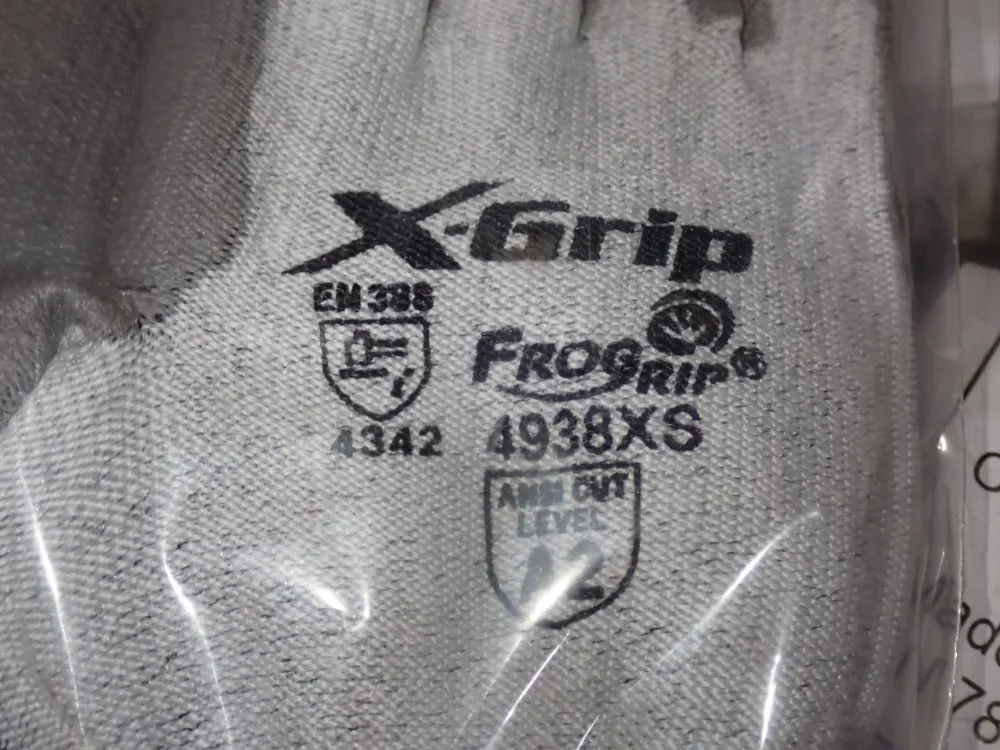 X-Grip
EN 388
FROGGRIP®
4342
4938XS
ANSI CUT
LEVEL
A2